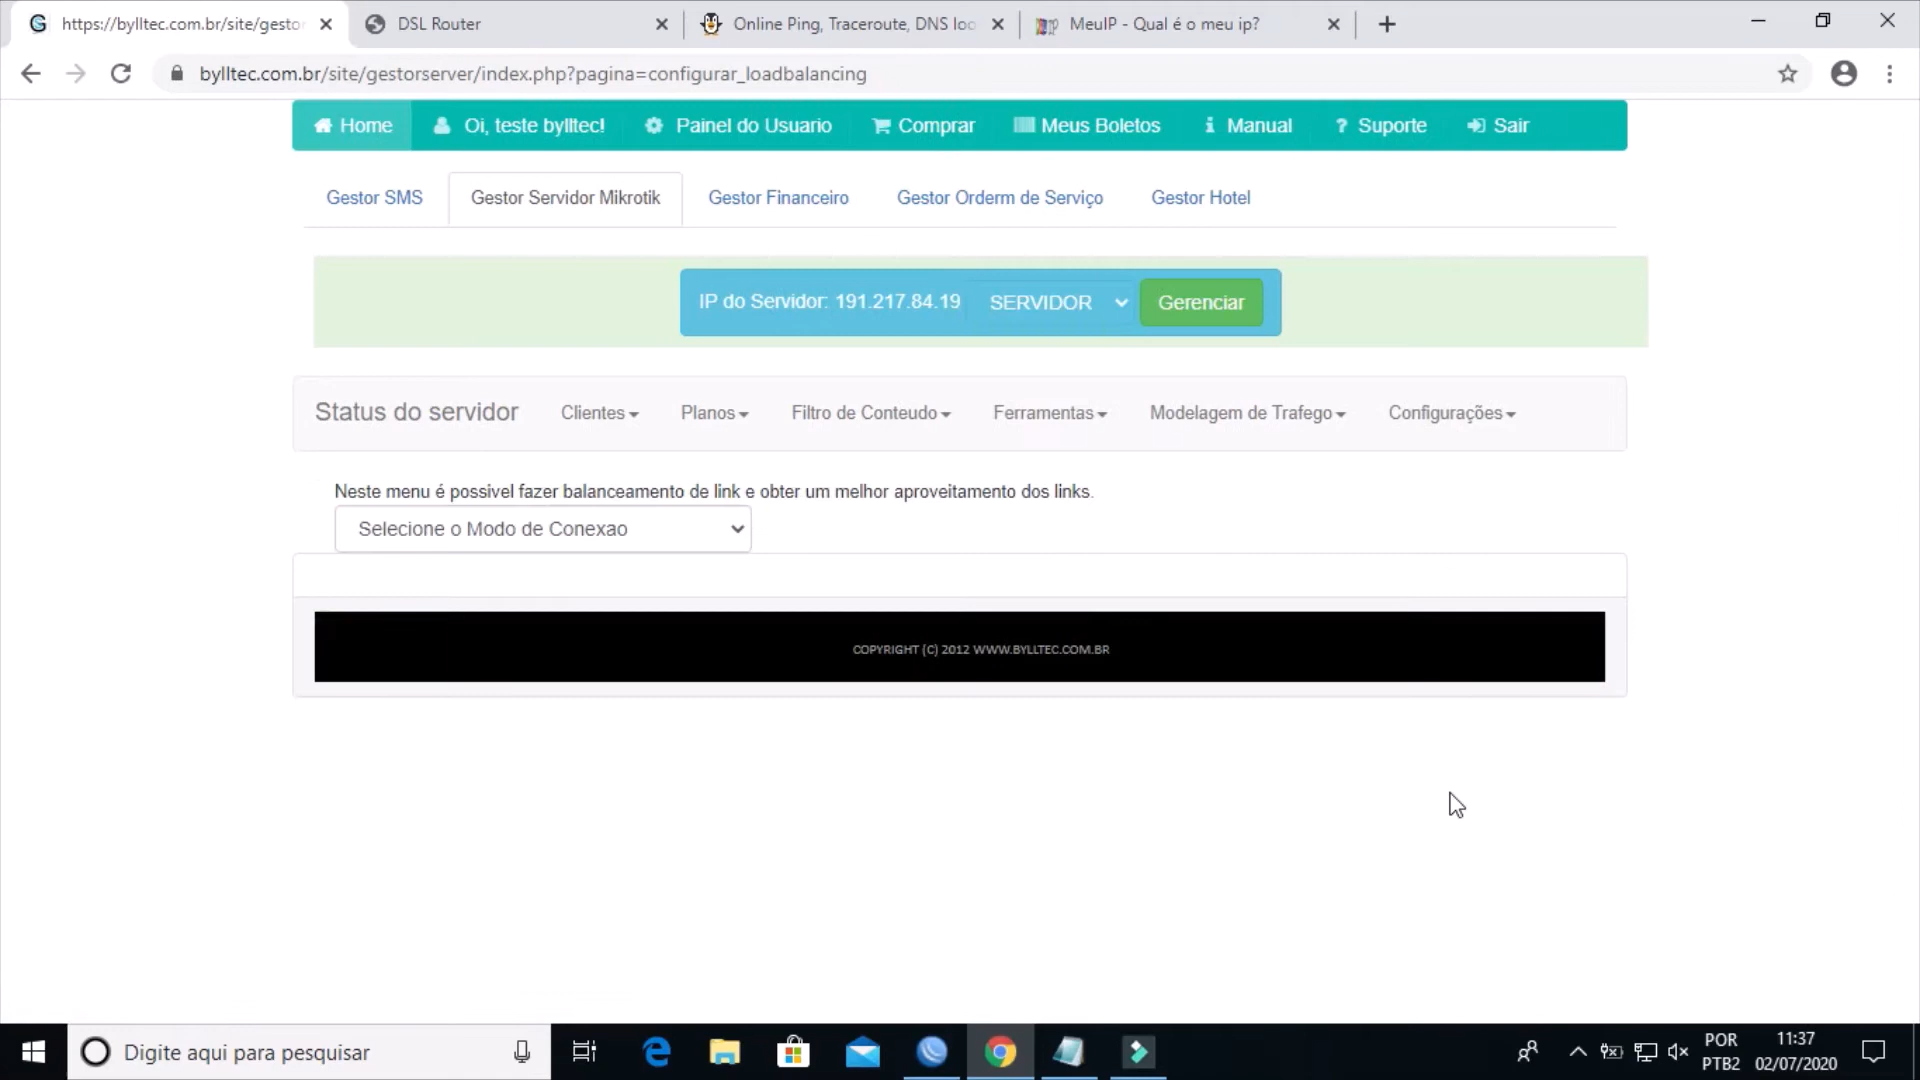 https://bylltec.com.br/site/gesto
DSL Router
Online Ping, Traceroute, DNS loo
MeuIP - Qual é o meu ip?
bylltec.com.br/site/gestorserver/index.php?pagina=configurar_loadbalancing
Home
Oi, teste bylltec!
Painel do Usuario
Comprar
Meus Boletos
Manual
Suporte
Sair
Gestor SMS
Gestor Servidor Mikrotik
Gestor Financeiro
Gestor Orderm de Serviço
Gestor Hotel
IP do Servidor: 191.217.84.19
SERVIDOR
Gerenciar
Status do servidor
Clientes
Planos
Filtro de Conteudo
Ferramentas
Modelagem de Trafego
Configurações
Neste menu é possivel fazer balanceamento de link e obter um melhor aproveitamento dos links.
Selecione o Modo de Conexao
COPYRIGHT (C) 2012 WWW.BYLLTEC.COM.BR
Digite aqui para pesquisar
POR
PTB2
11:37
02/07/2020